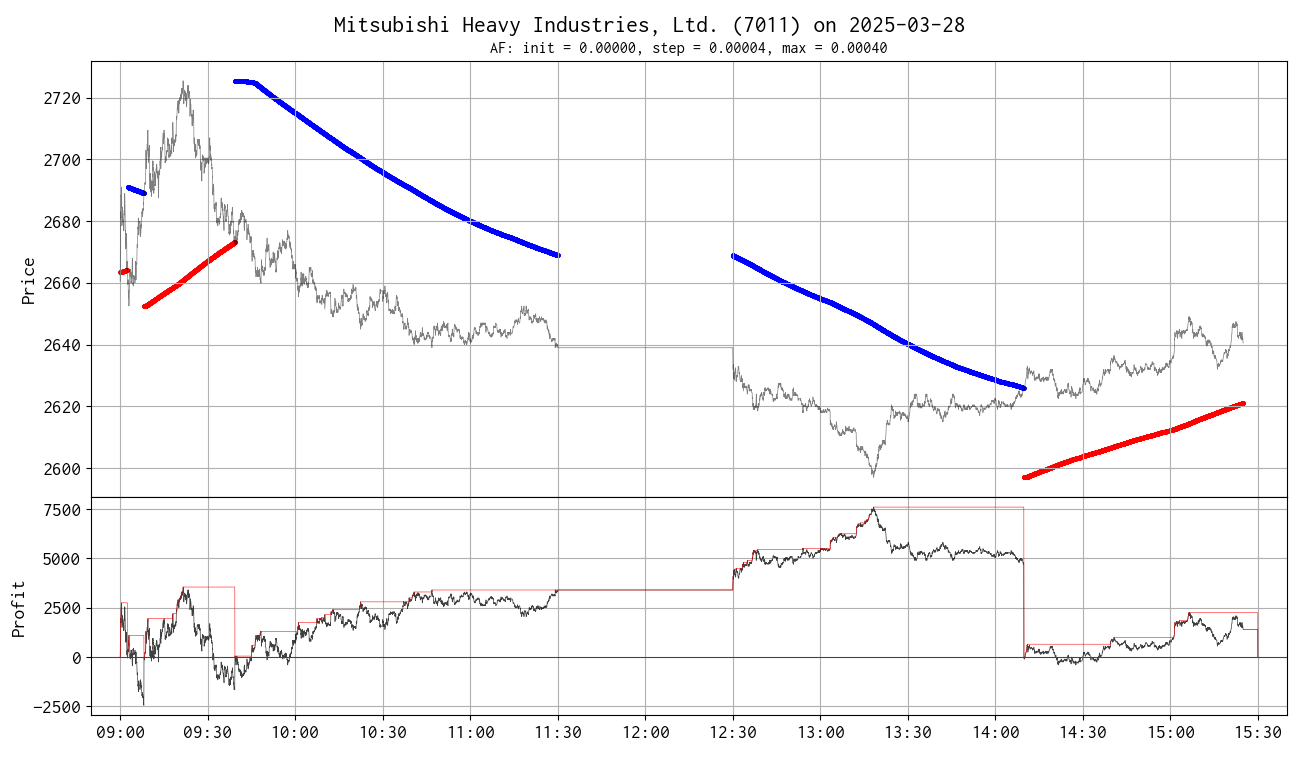 Mitsubishi Heavy Industries, Ltd. (7011) on 2025-03-28
AF: init = 0.00000, step = 0.00004, max = 0.00040
Price
2720
2700
2680
2660
2640
2620
2600
Profit
7500
5000
2500
0
−2500
09:00 09:30 10:00 10:30 11:00 11:30 12:00 12:30 13:00 13:30 14:00 14:30 15:00 15:30